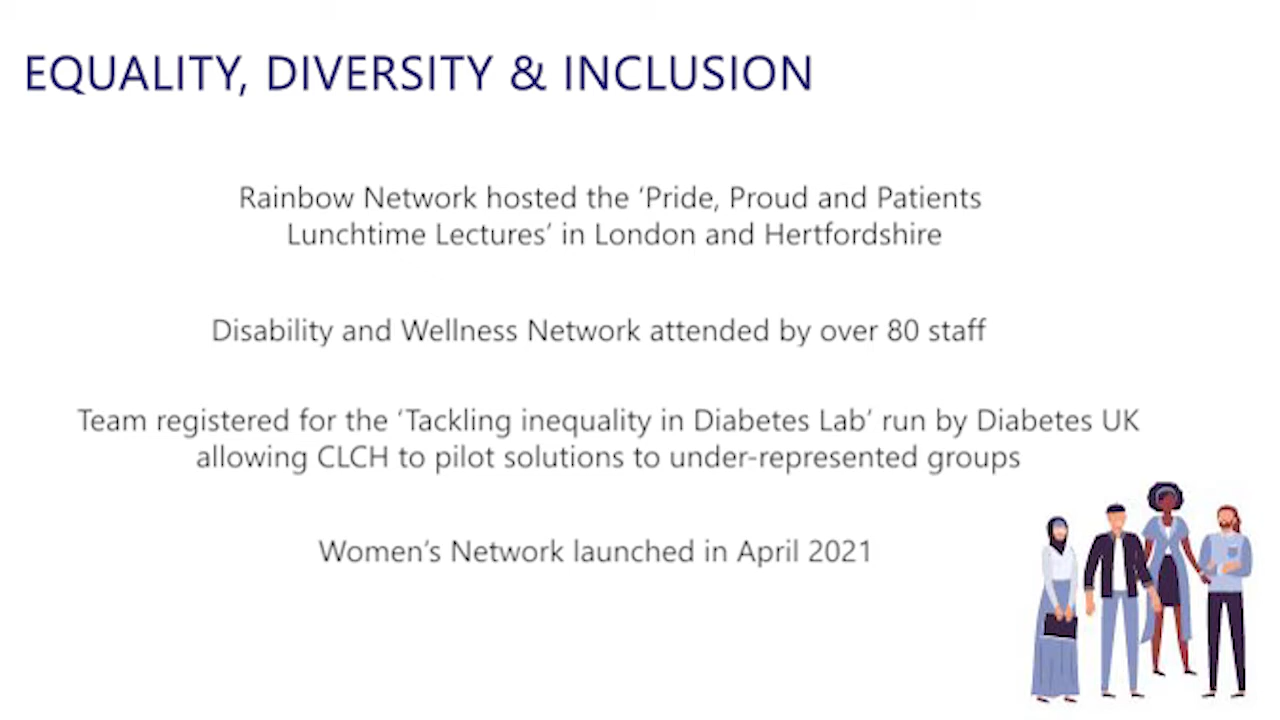 EQUALITY, DIVERSITY & INCLUSION
Rainbow Network hosted the ‘Pride, Proud and Patients
Lunchtime Lectures’ in London and Hertfordshire
Disability and Wellness Network attended by over 80 staff
Team registered for the ‘Tackling inequality in Diabetes Lab’ run by Diabetes UK
allowing CLCH to pilot solutions to under-represented groups
Women’s Network launched in April 2021